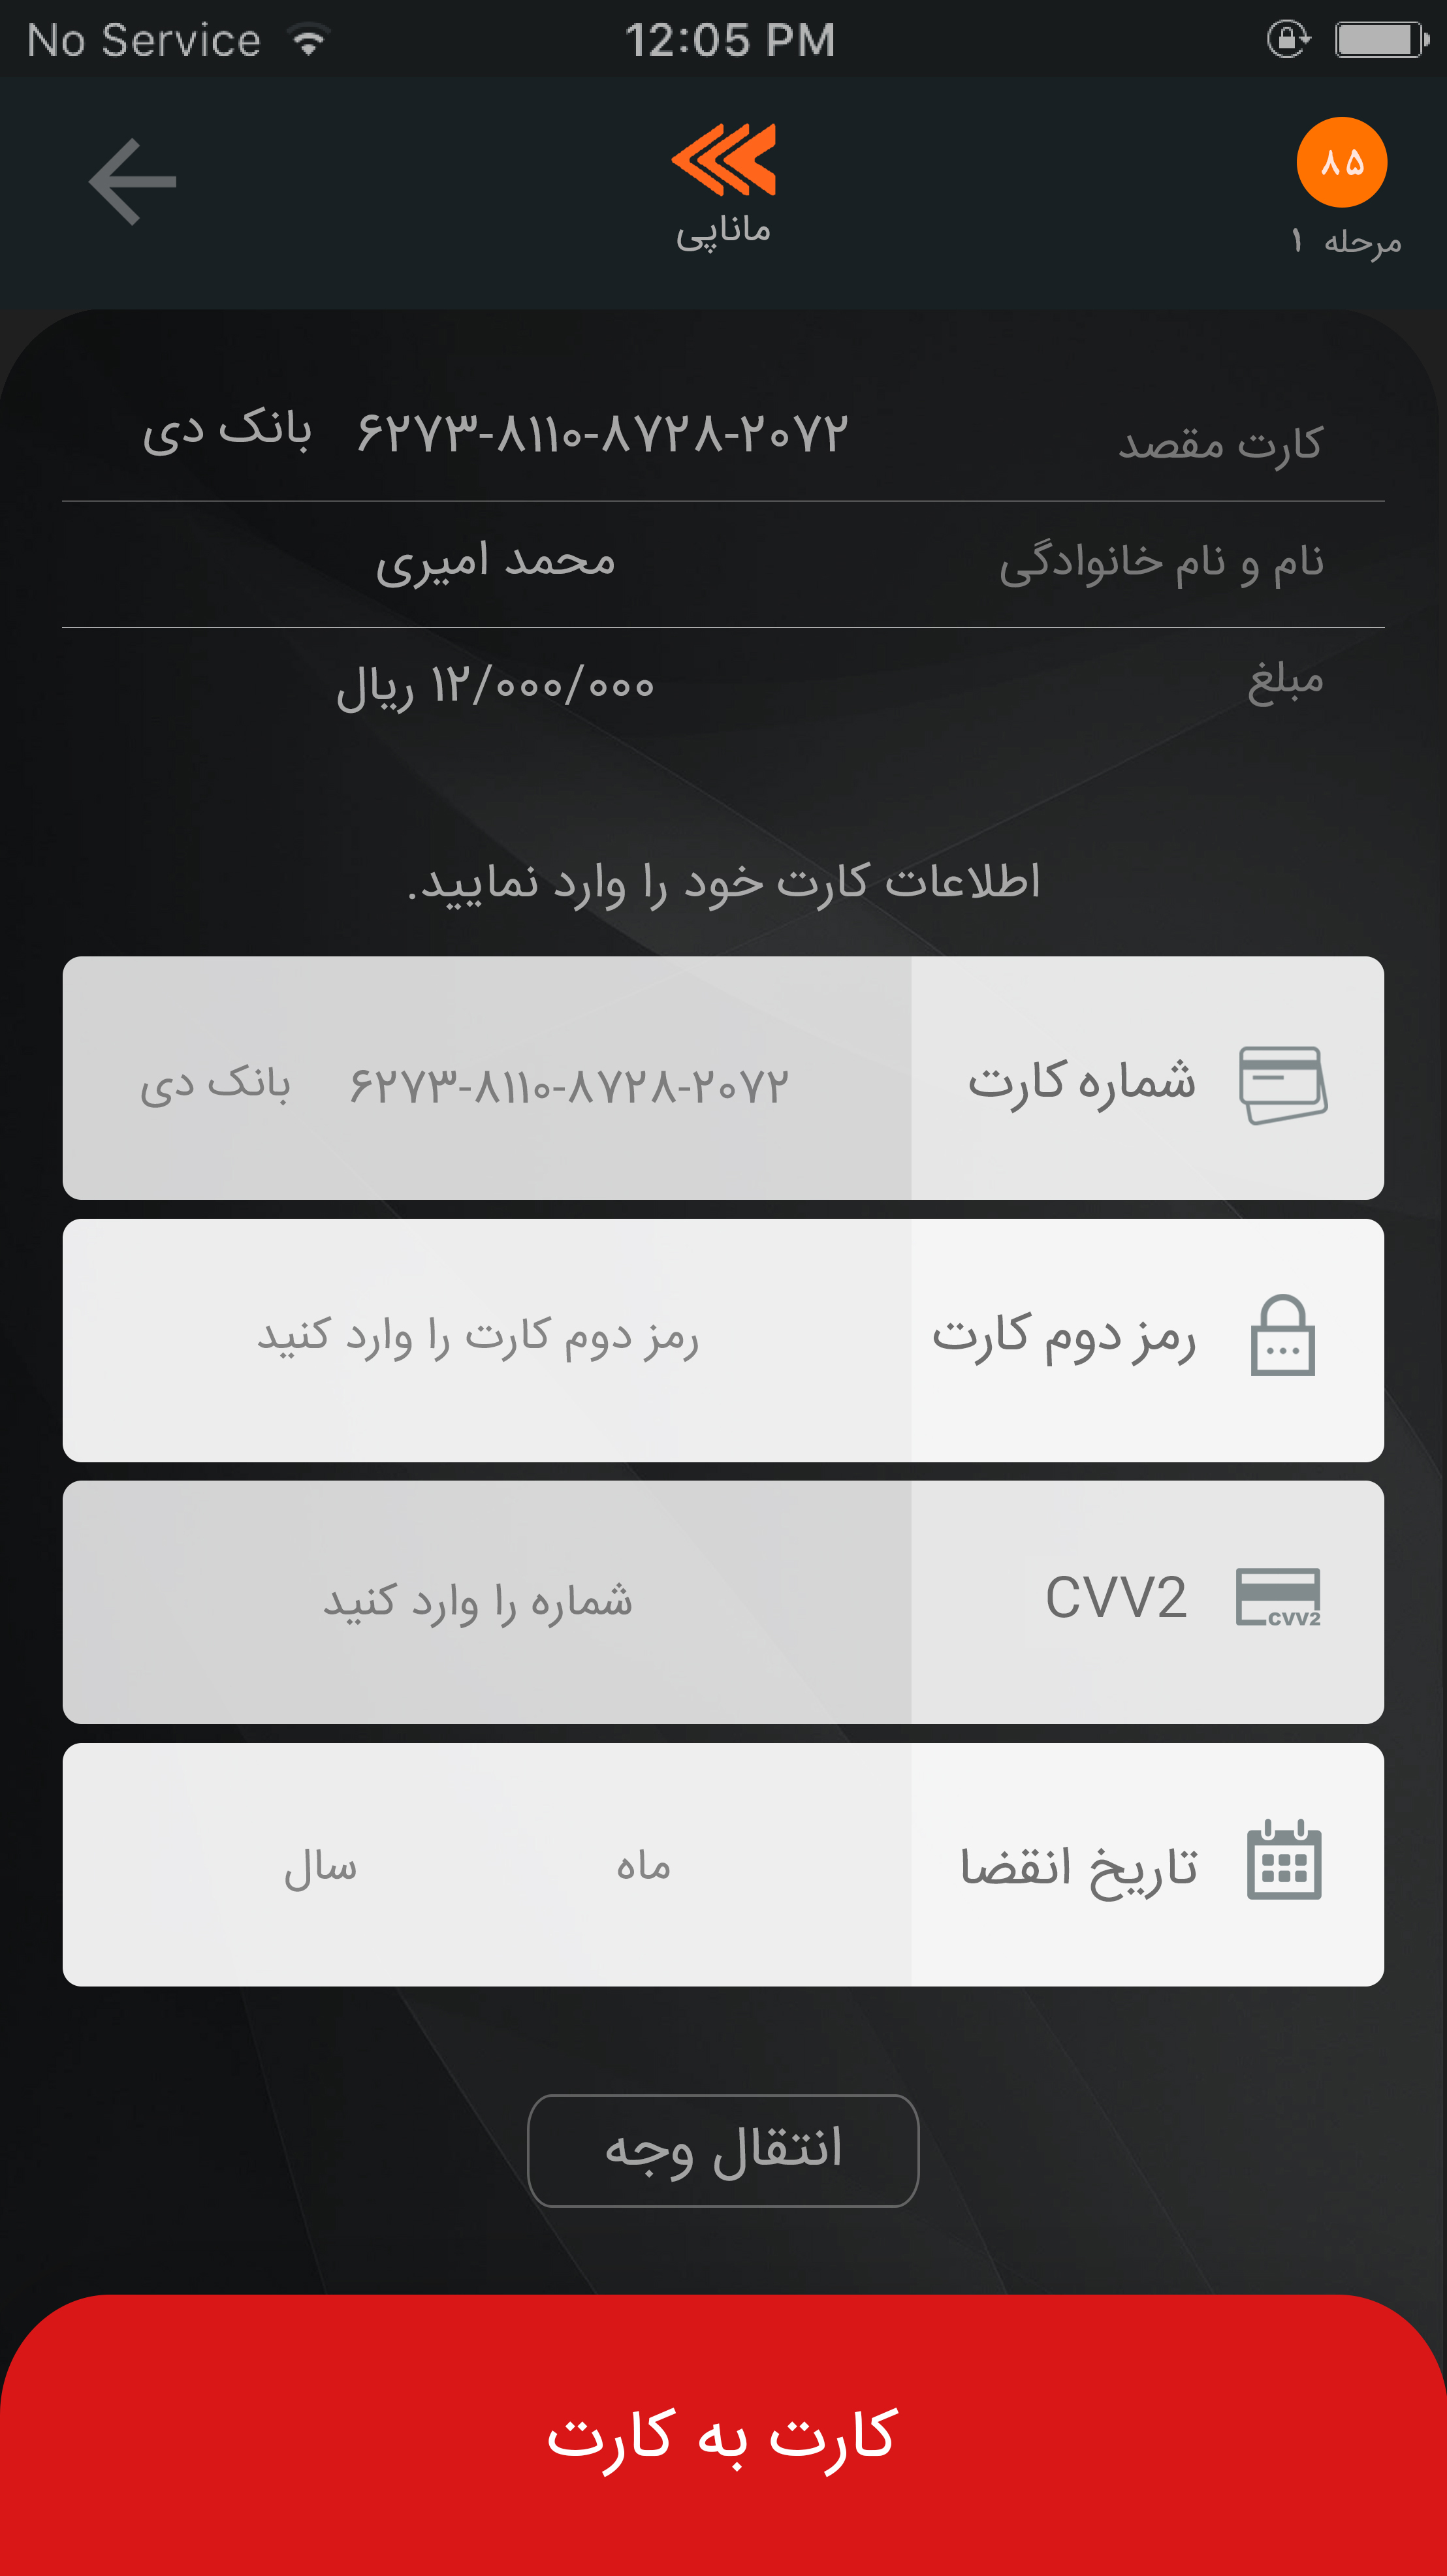 No Service 12:05 PM
۸۵
ماناپی
مرحله ۱
کارت مقصد ۶۲۷۳-۸۱۱۰-۸۷۲۸-۲۰۷۲ بانک دی
نام و نام خانوادگی محمد امیری
مبلغ ۱۲/۰۰۰/۰۰۰ ریال
اطلاعات کارت خود را وارد نمایید.
شماره کارت ۶۲۷۳-۸۱۱۰-۸۷۲۸-۲۰۷۲ بانک دی
رمز دوم کارت رمز دوم کارت را وارد کنید
CVV2 CVV2 شماره را وارد کنید
تاریخ انقضا ماه سال
انتقال وجه
کارت به کارت